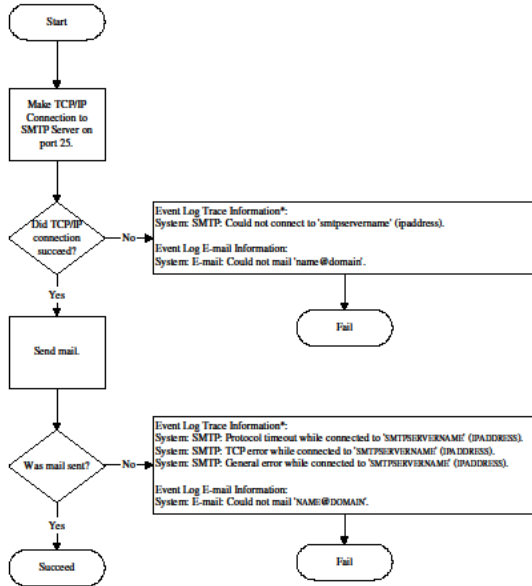 Start
Make TCP/IP
Connection to
SMTP Server on
port 25.
Did TCP/IP
connection
succeed?
No
Event Log Trace Information*:
System: SMTP: Could not connect to 'smtpservername' (ipaddress).
Event Log E-mail Information:
System: E-mail: Could not mail 'name@domain'.
Yes
Fail
Send mail.
Was mail sent?
No
Event Log Trace Information*:
System: SMTP: Protocol timeout while connected to 'SMTPSERVERNAME' (IPADDRESS).
System: SMTP: TCP error while connected to 'SMTPSERVERNAME' (IPADDRESS).
System: SMTP: General error while connected to 'SMTPSERVERNAME' (IPADDRESS).
Event Log E-mail Information:
System: E-mail: Could not mail 'NAME@DOMAIN'.
Yes
Succeed
Fail